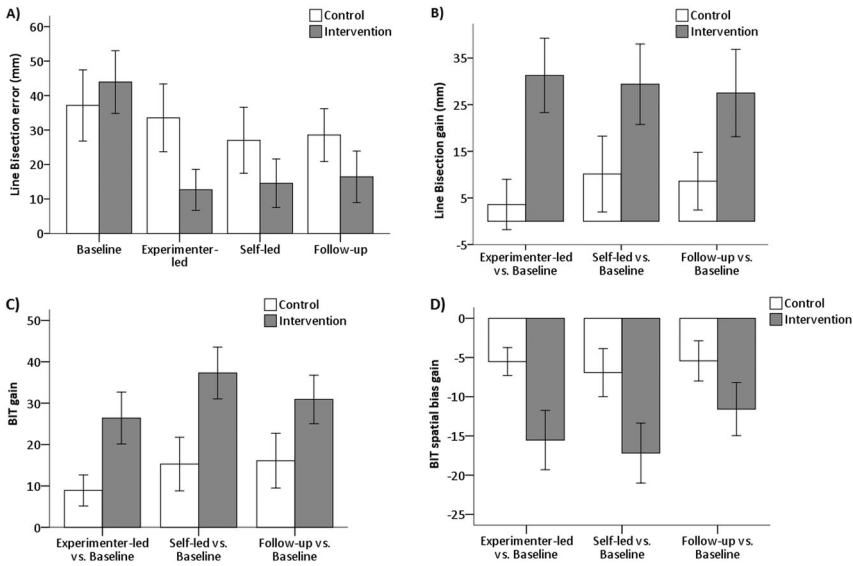 A)
Control
Intervention
Line Bisection error (mm)
60
50
40
30
20
10
0
Baseline
Experimenter-
led
Self-led
Follow-up
B)
Control
Intervention
Line Bisection gain (mm)
35
25
15
5
-5
Experimenter-led
vs. Baseline
Self-led vs.
Baseline
Follow-up vs.
Baseline
C)
Control
Intervention
BIT gain
50
40
30
20
10
0
Experimenter-led
vs. Baseline
Self-led vs.
Baseline
Follow-up vs.
Baseline
D)
Control
Intervention
BIT spatial bias gain
0
-5
-10
-15
-20
-25
Experimenter-led
vs. Baseline
Self-led vs.
Baseline
Follow-up vs.
Baseline